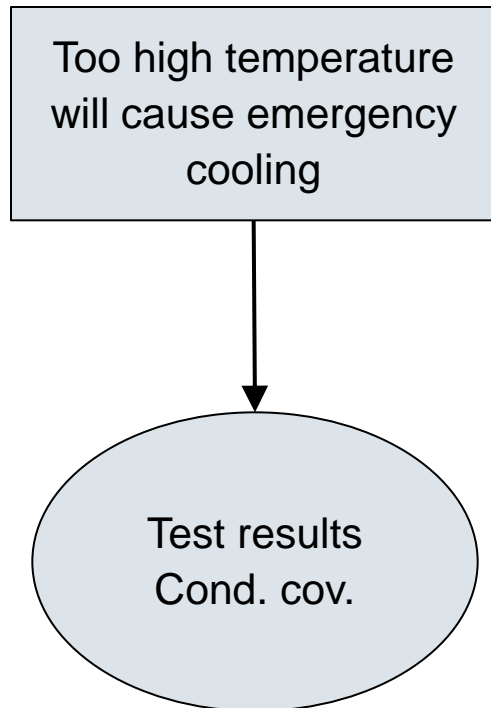 Too high temperature
will cause emergency
cooling
Test results
Cond. cov.